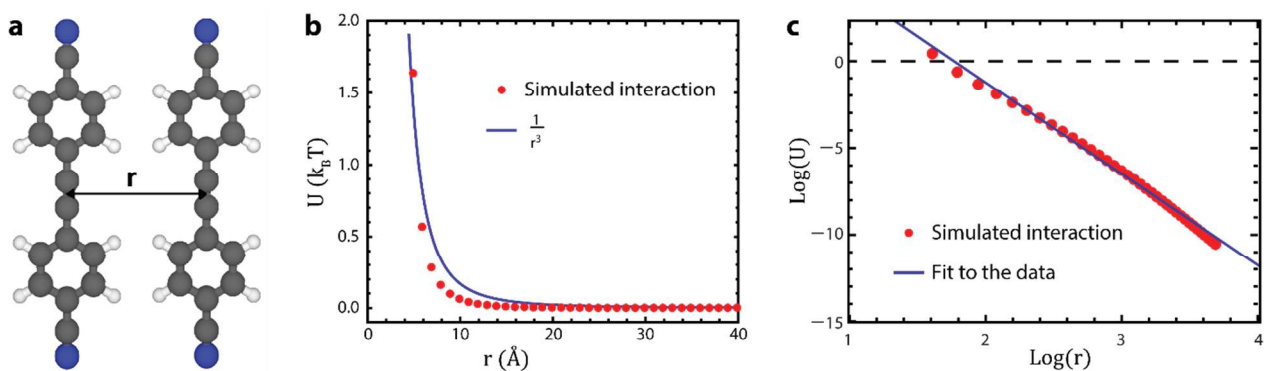 a
r
b
2.0
1.5
1.0
0.5
0.0
U (k_BT)
Simulated interaction
1/r³
0
10
20
30
40
r (Å)
c
0
−5
−10
−15
Log(U)
Simulated interaction
Fit to the data
1
2
3
4
Log(r)